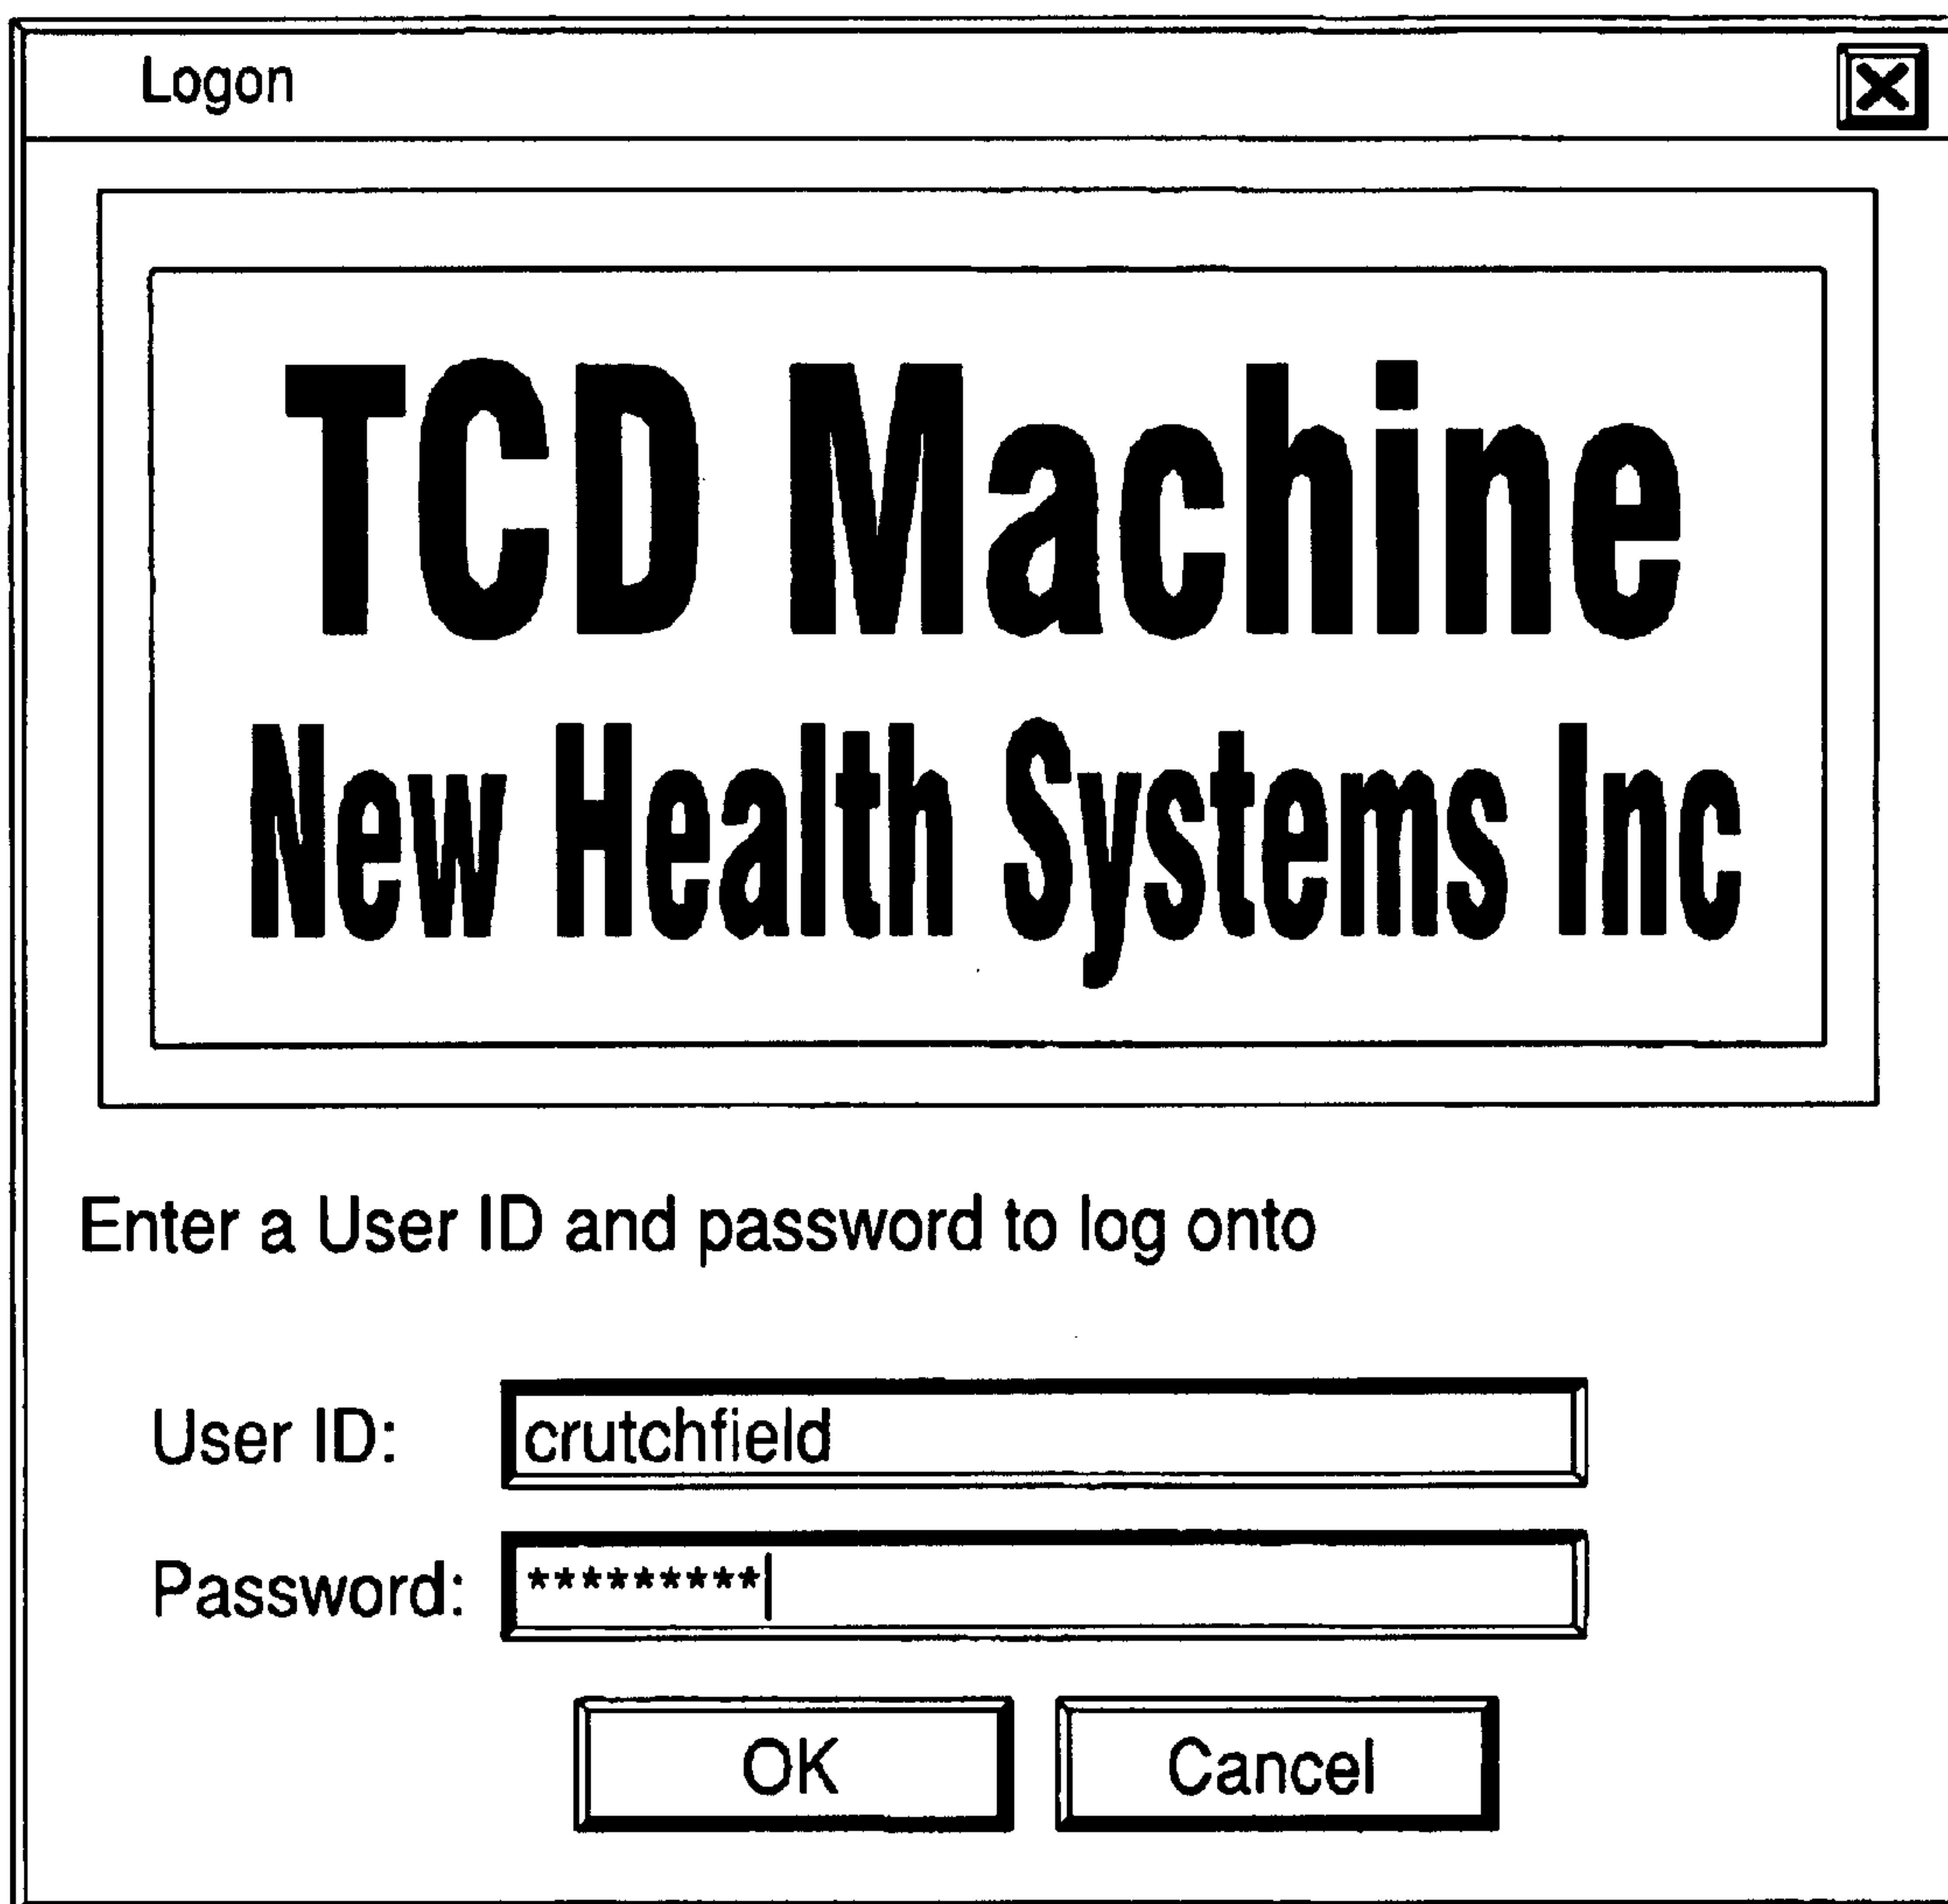 Logon
TCD Machine
New Health Systems Inc
Enter a User ID and password to log onto
User ID: crutchfield
Password: *********
OK Cancel